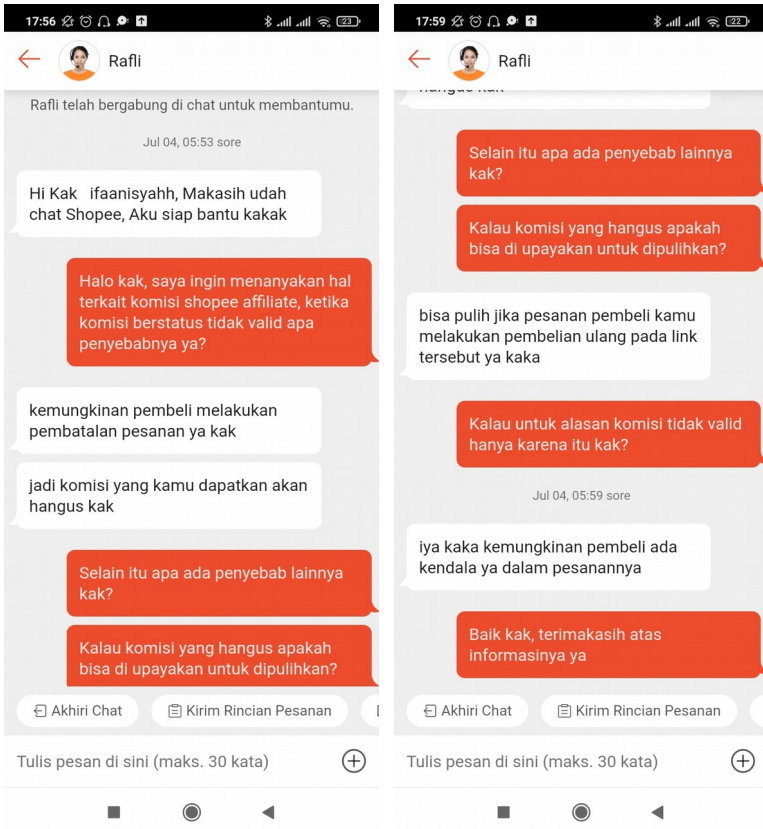 17:56
23
Rafli
Rafli telah bergabung di chat untuk membantumu.
Jul 04, 05:53 sore
Hi Kak ifaanisyahh, Makasih udah
chat Shopee, Aku siap bantu kakak
Halo kak, saya ingin menanyakan hal
terkait komisi shopee affiliate, ketika
komisi berstatus tidak valid apa
penyebabnya ya?
kemungkinan pembeli melakukan
pembatalan pesanan ya kak
jadi komisi yang kamu dapatkan akan
hangus kak
Selain itu apa ada penyebab lainnya
kak?
Kalau komisi yang hangus apakah
bisa di upayakan untuk dipulihkan?
Akhiri Chat
Kirim Rincian Pesanan
Tulis pesan di sini (maks. 30 kata)
17:59
22
Rafli
hangus kak
Selain itu apa ada penyebab lainnya
kak?
Kalau komisi yang hangus apakah
bisa di upayakan untuk dipulihkan?
bisa pulih jika pesanan pembeli kamu
melakukan pembelian ulang pada link
tersebut ya kaka
Kalau untuk alasan komisi tidak valid
hanya karena itu kak?
Jul 04, 05:59 sore
iya kaka kemungkinan pembeli ada
kendala ya dalam pesanannya
Baik kak, terimakasih atas
informasinya ya
Akhiri Chat
Kirim Rincian Pesanan
Tulis pesan di sini (maks. 30 kata)